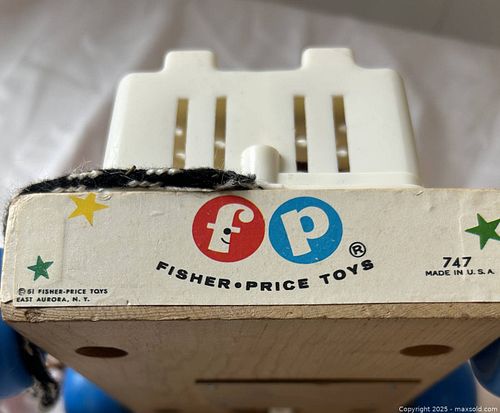 fp
FISHER•PRICE TOYS®
© 61 FISHER-PRICE TOYS
EAST AURORA, N. Y.
747
MADE IN U.S.A.
Copyright 2025 - maxsold.com